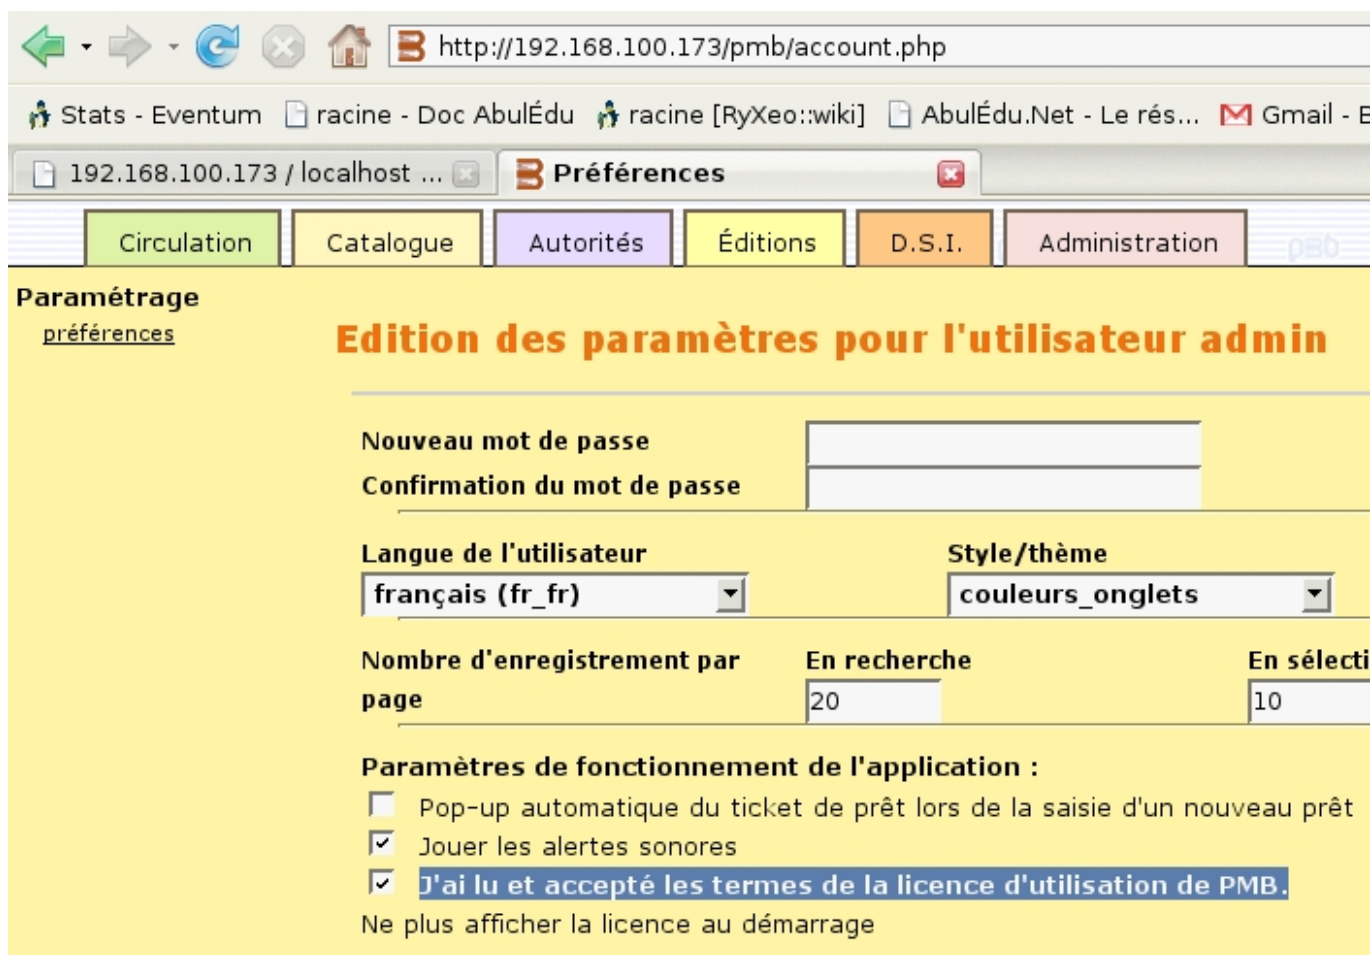 http://192.168.100.173/pmb/account.php
Stats - Eventum racine - Doc AbulÉdu racine [RyXeo::wiki] AbulÉdu.Net - Le rés... Gmail - B
192.168.100.173 / localhost ... Préférences
Circulation Catalogue Autorités Éditions D.S.I. Administration pmb
Paramétrage
préférences
Edition des paramètres pour l'utilisateur admin
Nouveau mot de passe
Confirmation du mot de passe
Langue de l'utilisateur Style/thème
français (fr_fr) couleurs_onglets
Nombre d'enregistrement par En recherche En sélecti
page 20 10
Paramètres de fonctionnement de l'application :
Pop-up automatique du ticket de prêt lors de la saisie d'un nouveau prêt
Jouer les alertes sonores
J'ai lu et accepté les termes de la licence d'utilisation de PMB.
Ne plus afficher la licence au démarrage